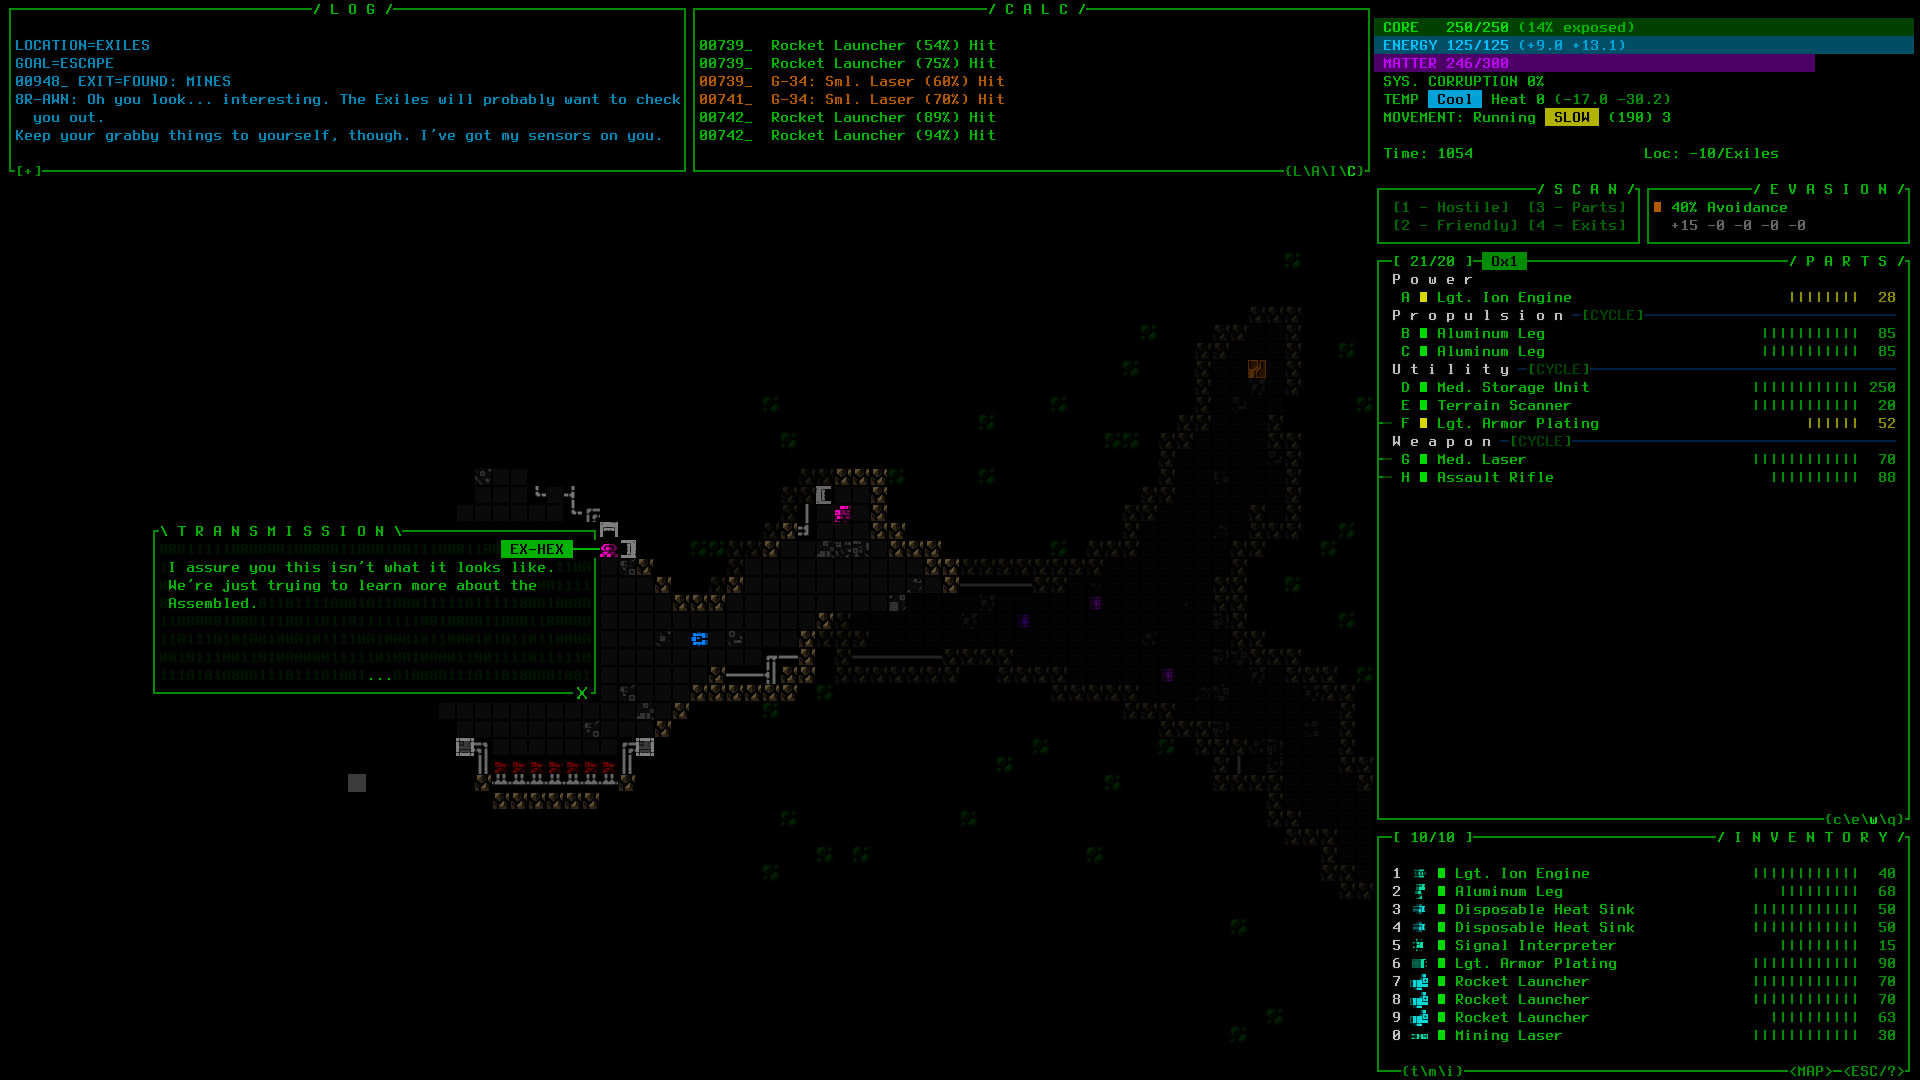 / L O G /
LOCATION=EXILES
GOAL=ESCAPE
00948_ EXIT=FOUND: MINES
8R-AWN: Oh you look... interesting. The Exiles will probably want to check
you out.
Keep your grabby things to yourself, though. I've got my sensors on you.
[+]
/ C A L C /
00739_ Rocket Launcher (54%) Hit
00739_ Rocket Launcher (75%) Hit
00739_ G-34: Sml. Laser (60%) Hit
00741_ G-34: Sml. Laser (70%) Hit
00742_ Rocket Launcher (89%) Hit
00742_ Rocket Launcher (94%) Hit
{L\A\I\C}
CORE 250/250 (14% exposed)
ENERGY 125/125 (+9.0 +13.1)
MATTER 246/300
SYS. CORRUPTION 0%
TEMP Cool Heat 0 (-17.0 -30.2)
MOVEMENT: Running SLOW (190) 3
Time: 1054 Loc: -10/Exiles
/ S C A N /
[1 - Hostile] [3 - Parts]
[2 - Friendly] [4 - Exits]
/ E V A S I O N /
40% Avoidance
+15 -0 -0 -0 -0
[ 21/20 ] 0x1 / P A R T S /
P o w e r
A Lgt. Ion Engine 28
P r o p u l s i o n [CYCLE]
B Aluminum Leg 85
C Aluminum Leg 85
U t i l i t y [CYCLE]
D Med. Storage Unit 250
E Terrain Scanner 20
F Lgt. Armor Plating 52
W e a p o n [CYCLE]
G Med. Laser 70
H Assault Rifle 88
{c\e\w\q}
\ T R A N S M I S S I O N \
EX-HEX
I assure you this isn't what it looks like.
We're just trying to learn more about the
Assembled.
...
X
[ 10/10 ] / I N V E N T O R Y /
1 Lgt. Ion Engine 40
2 Aluminum Leg 68
3 Disposable Heat Sink 50
4 Disposable Heat Sink 50
5 Signal Interpreter 15
6 Lgt. Armor Plating 90
7 Rocket Launcher 70
8 Rocket Launcher 70
9 Rocket Launcher 63
0 Mining Laser 30
{t\m\i} <MAP> <ESC/?>